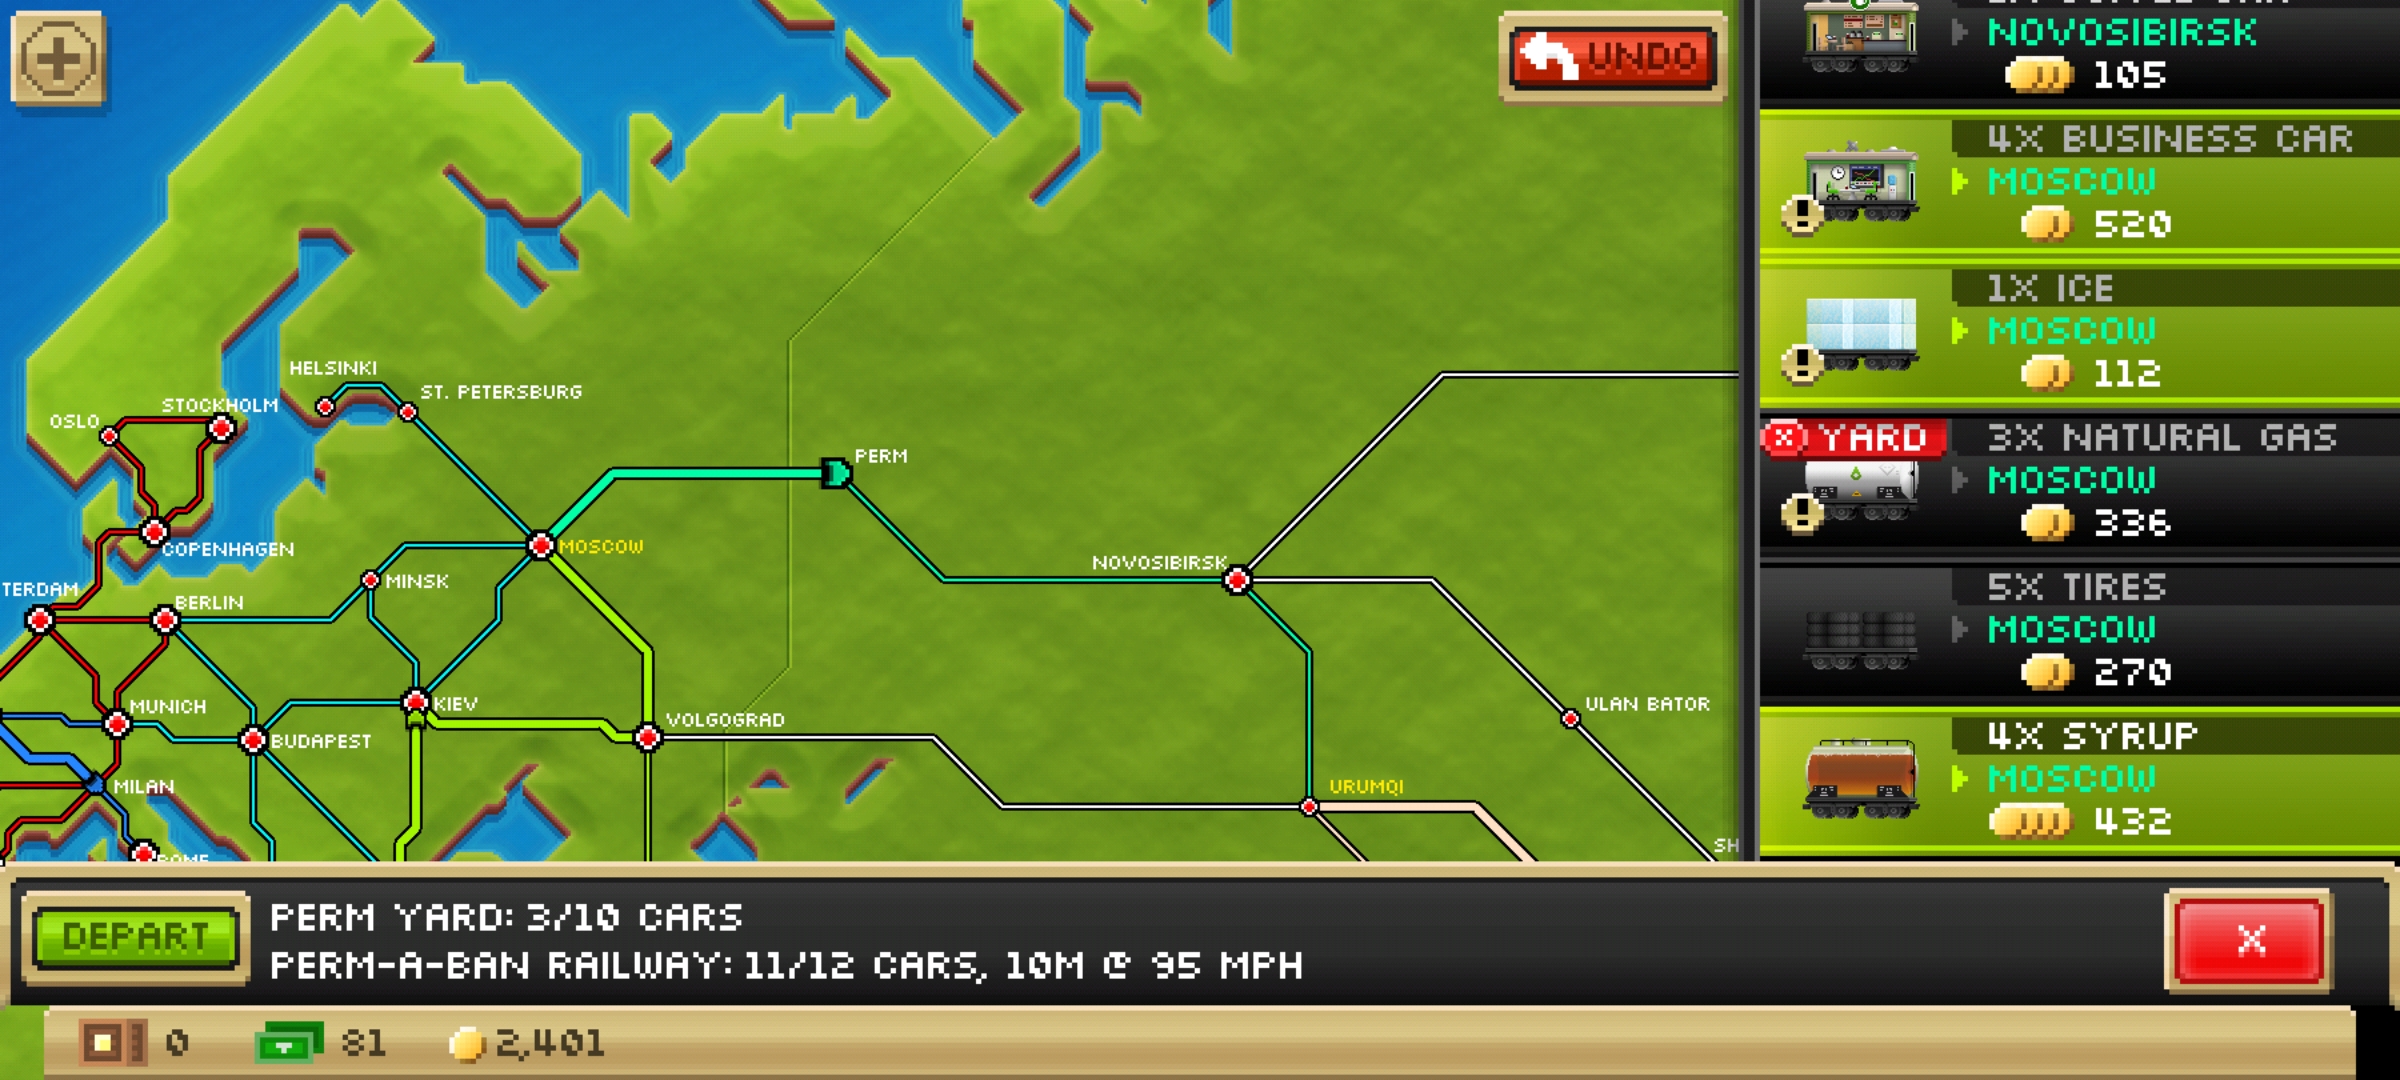 UNDO
NOVOSIBIRSK
105
4X BUSINESS CAR
MOSCOW
520
1X ICE
MOSCOW
112
YARD
3X NATURAL GAS
MOSCOW
336
5X TIRES
MOSCOW
270
4X SYRUP
MOSCOW
432
HELSINKI
ST. PETERSBURG
STOCKHOLM
OSLO
PERM
MOSCOW
COPENHAGEN
NOVOSIBIRSK
MINSK
TERDAM
BERLIN
KIEV
MUNICH
VOLGOGRAD
ULAN BATOR
BUDAPEST
MILAN
URUMQI
SH
ROME
DEPART
PERM YARD: 3/10 CARS
PERM-A-BAN RAILWAY: 11/12 CARS, 10M @ 95 MPH
X
0
81
2,401